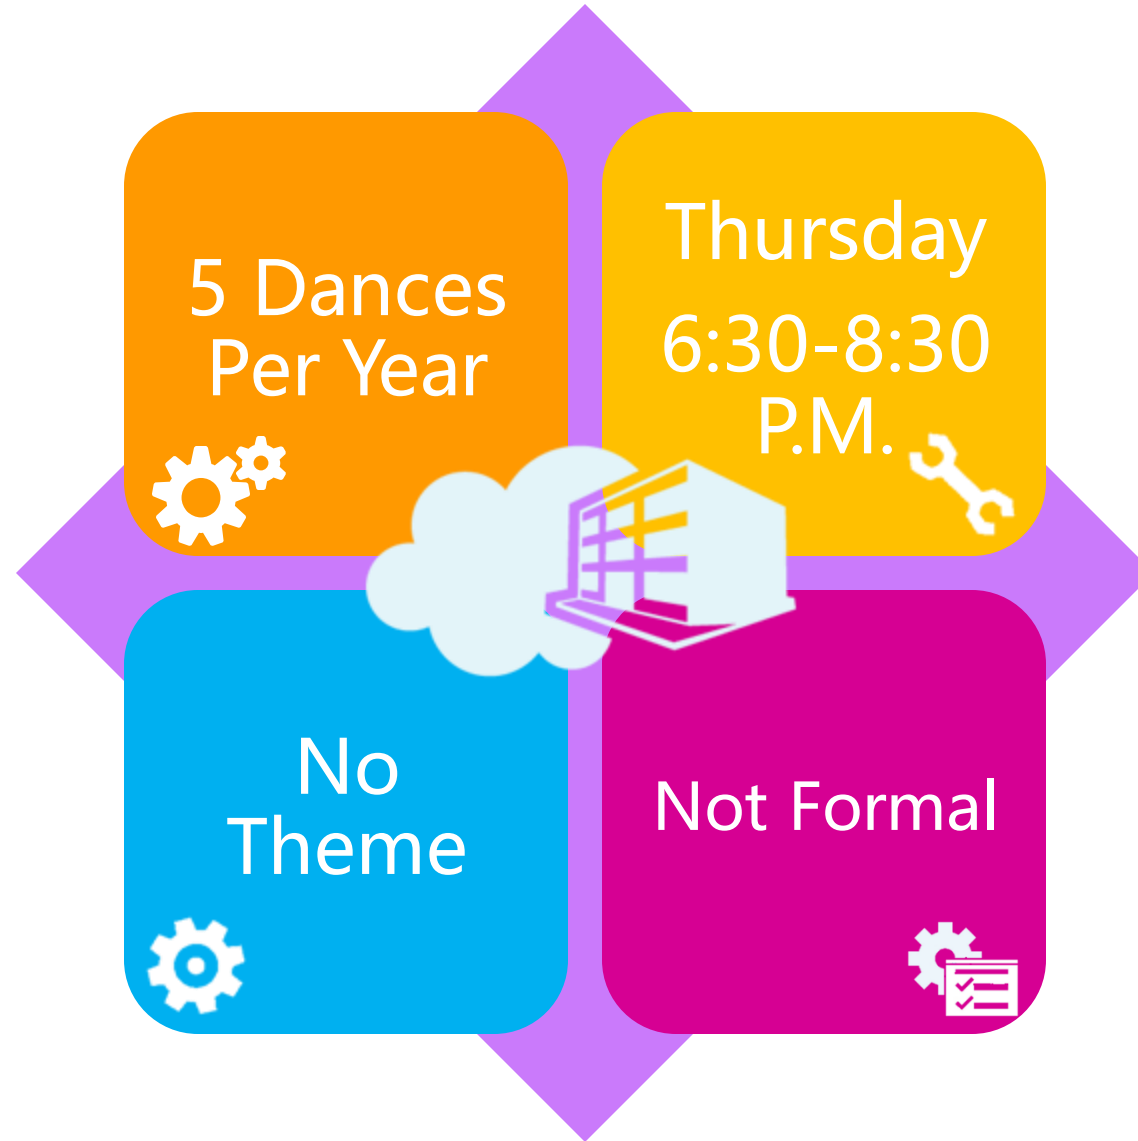 5 Dances
Per Year
Thursday
6:30-8:30
P.M.
No
Theme
Not Formal